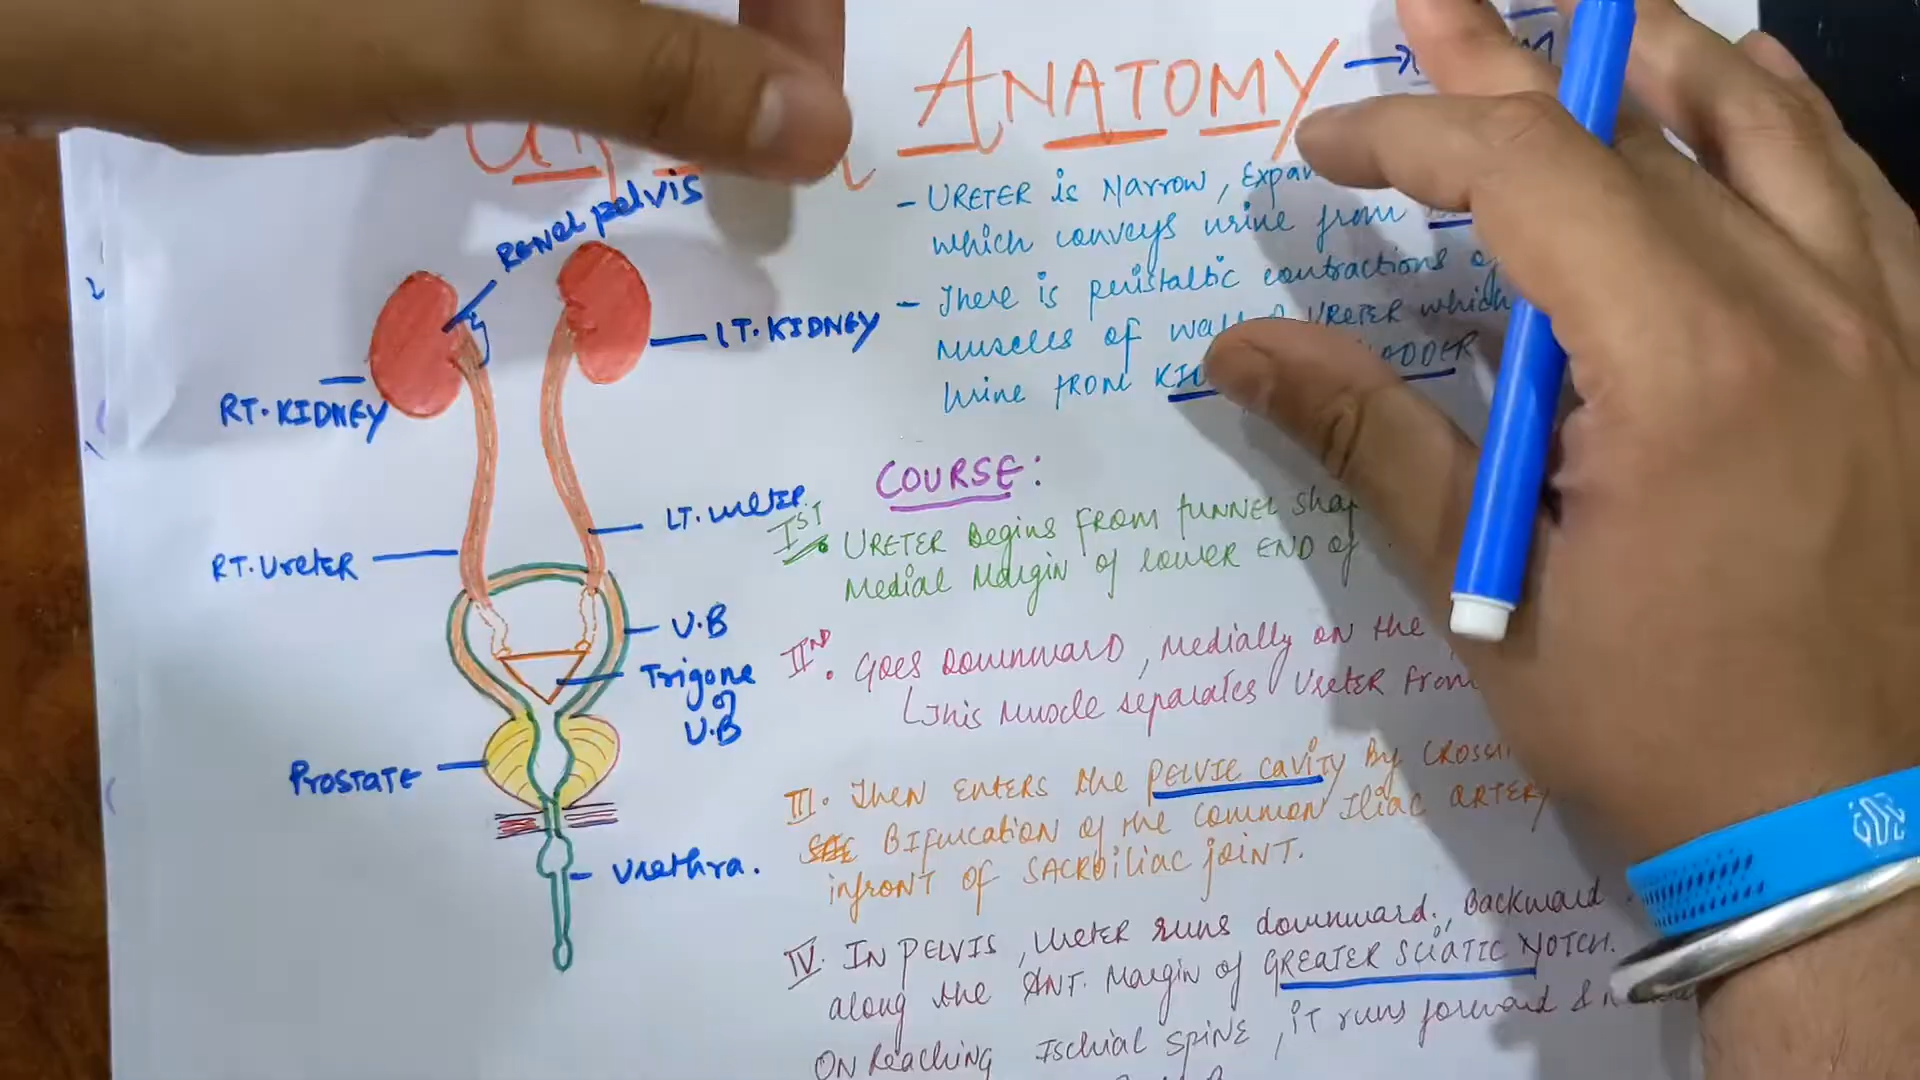 ANATOMY →
Renal pelvis
LT. KIDNEY
RT. KIDNEY
LT. ureter
RT. Ureter
U.B
Trigone
of
U.B
Prostate
Urethra.
- URETER is Narrow,
which conveys urine from
- There is peristaltic contractions
muscles of URETER which
Urine from
COURSE:
Ist. URETER Begins From funnel
Medial Margin of lower END of
IInd. Goes Downward, Medially on the
(This Muscle separates Ureter from
III. Then enters the PELVIC cavity By
Bifurcation of the common Iliac ARTERY
infront of SACROiliac joint.
IV. IN PELVIS, Ureter runs downward, Backward
along the ANT. Margin of GREATER SCIATIC NOTCH.
ON Reaching Ischial SPINE, iT runs forward &